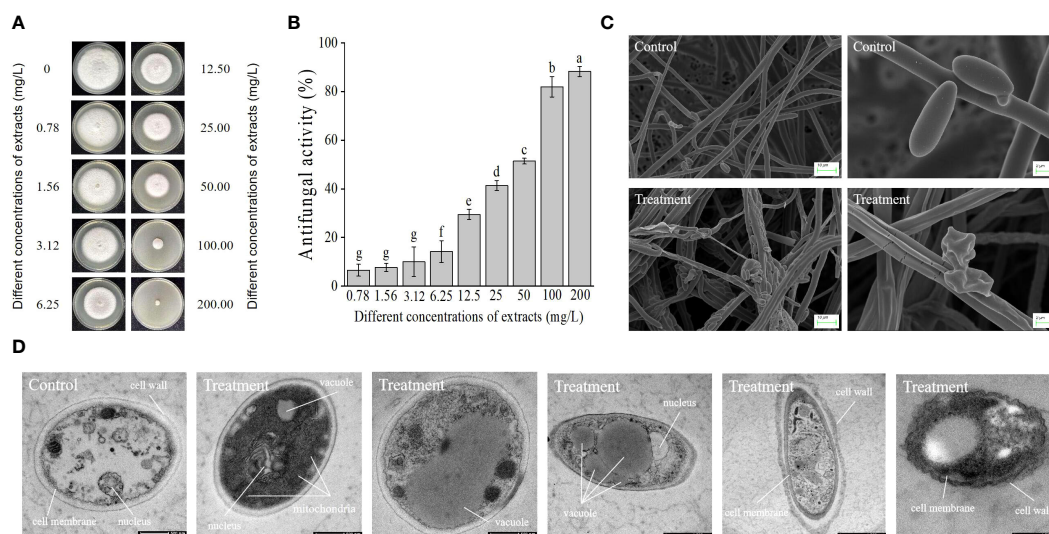 A
Different concentrations of extracts (mg/L)
0
0.78
1.56
3.12
6.25
12.50
25.00
50.00
100.00
200.00
Different concentrations of extracts (mg/L)
B
Antifungal activity (%)
100
80
60
40
20
0
g
g
g
f
e
d
c
b
a
0.78 1.56 3.12 6.25 12.5 25 50 100 200
Different concentrations of extracts (mg/L)
C
Control
10 μm
Control
Treatment
10 μm
Treatment
D
Control
cell wall
cell membrane
nucleus
Treatment
vacuole
nucleus
mitochondria
Treatment
vacuole
Treatment
nucleus
vacuole
Treatment
cell wall
cell membrane
Treatment
cell membrane
cell wall